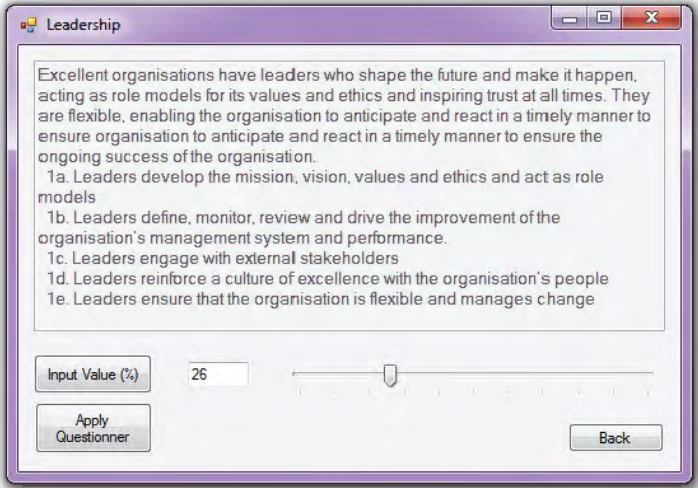 Leadership
Excellent organisations have leaders who shape the future and make it happen,
acting as role models for its values and ethics and inspiring trust at all times. They
are flexible, enabling the organisation to anticipate and react in a timely manner to
ensure organisation to anticipate and react in a timely manner to ensure the
ongoing success of the organisation.
1a. Leaders develop the mission, vision, values and ethics and act as role
models
1b. Leaders define, monitor, review and drive the improvement of the
organisation's management system and performance.
1c. Leaders engage with external stakeholders
1d. Leaders reinforce a culture of excellence with the organisation's people
1e. Leaders ensure that the organisation is flexible and manages change
Input Value (%)
26
Apply
Questionner
Back